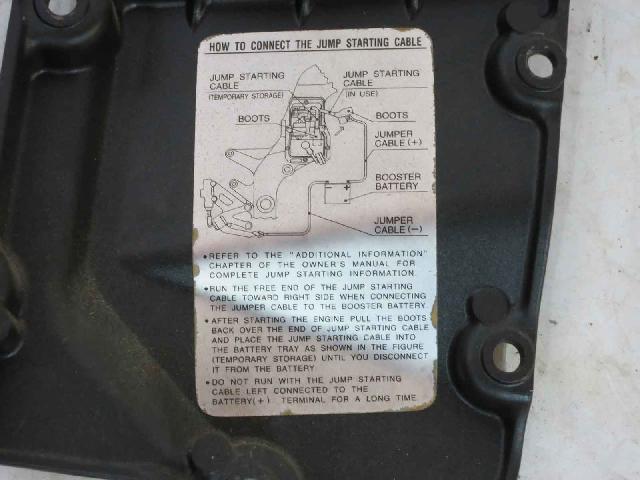 HOW TO CONNECT THE JUMP STARTING CABLE
JUMP STARTING
CABLE
(TEMPORARY STORAGE)
JUMP STARTING
CABLE
(IN USE)
BOOTS
BOOTS
JUMPER
CABLE(+)
BOOSTER
BATTERY
JUMPER
CABLE(−)
•REFER TO THE "ADDITIONAL INFORMATION"
CHAPTER OF THE OWNER'S MANUAL FOR
COMPLETE JUMP STARTING INFORMATION.
•RUN THE FREE END OF THE JUMP STARTING
CABLE TOWARD RIGHT SIDE WHEN CONNECTING
THE JUMPER CABLE TO THE BOOSTER BATTERY.
•AFTER STARTING THE ENGINE PULL THE BOOTS
BACK OVER THE END OF JUMP STARTING CABLE
AND PLACE THE JUMP STARTING CABLE INTO
THE BATTERY TRAY AS SHOWN IN THE FIGURE
(TEMPORARY STORAGE) UNTIL YOU DISCONNECT
IT FROM THE BATTERY
•DO NOT RUN WITH THE JUMP STARTING
CABLE LEFT CONNECTED TO THE
BATTERY(+) TERMINAL FOR A LONG TIME.